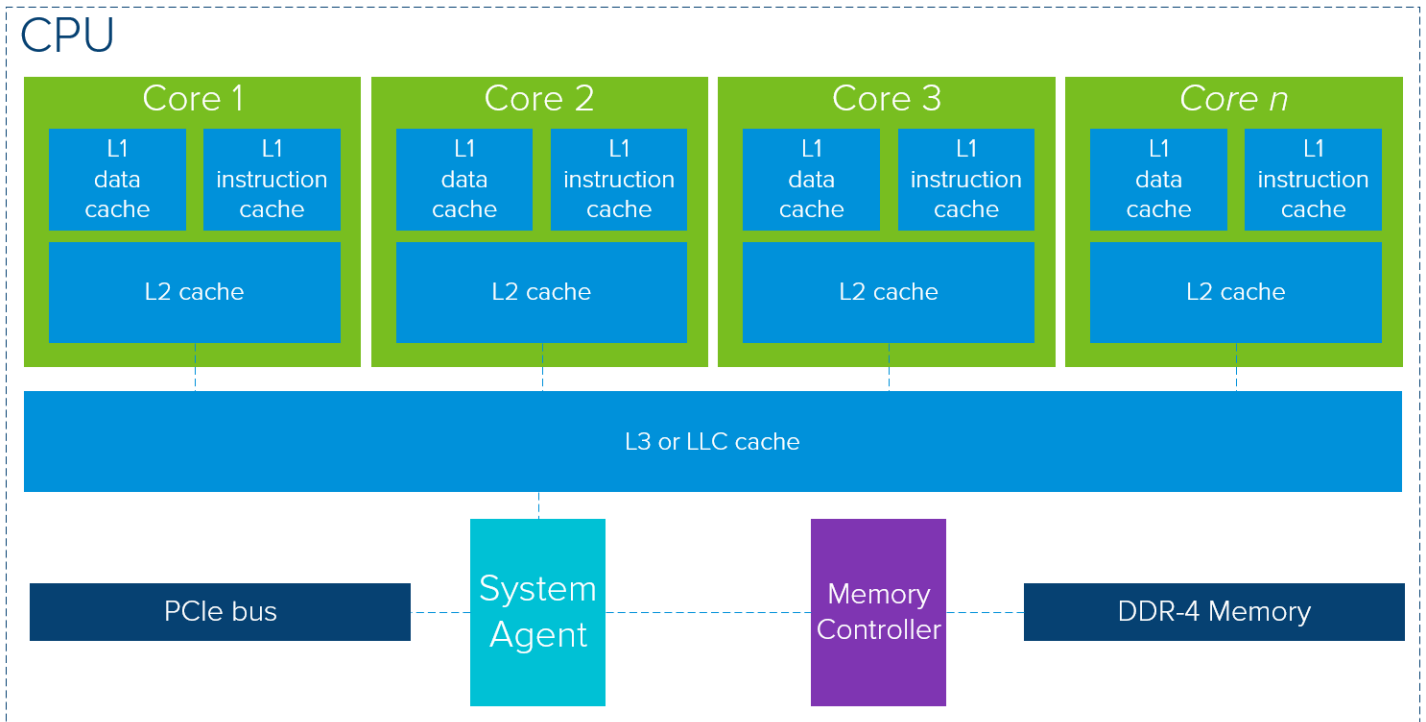 CPU
Core 1
L1
data
cache
L1
instruction
cache
L2 cache
Core 2
L1
data
cache
L1
instruction
cache
L2 cache
Core 3
L1
data
cache
L1
instruction
cache
L2 cache
Core n
L1
data
cache
L1
instruction
cache
L2 cache
L3 or LLC cache
PCIe bus
System
Agent
Memory
Controller
DDR-4 Memory